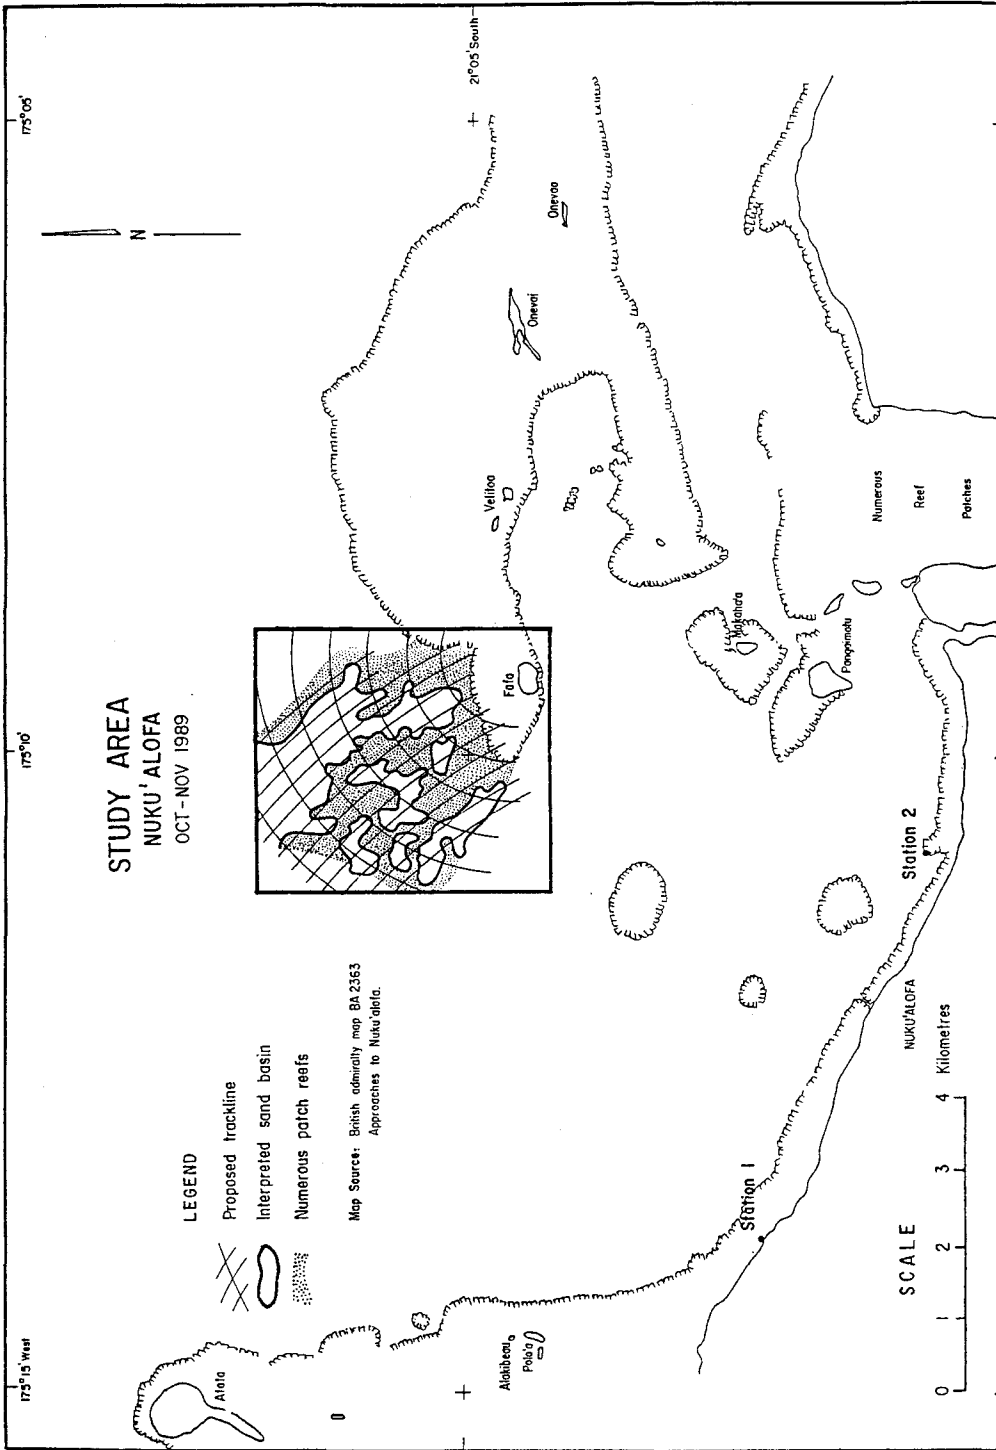 STUDY AREA
NUKU'ALOFA
OCT-NOV 1989
175°15' West
175°10'
175°05'
21°05' South
N
LEGEND
Proposed trackline
Interpreted sand basin
Numerous patch reefs
Map Source: British admiralty map BA 2363
Approaches to Nuku'alofa.
Atata
Alakibeau
Polo'a
Fafa
Velitoa
Onevai
Onevao
Makaha'a
Pangaimotu
Numerous
Reef
Patches
Station 1
Station 2
NUKU'ALOFA
SCALE
Kilometres
0 1 2 3 4